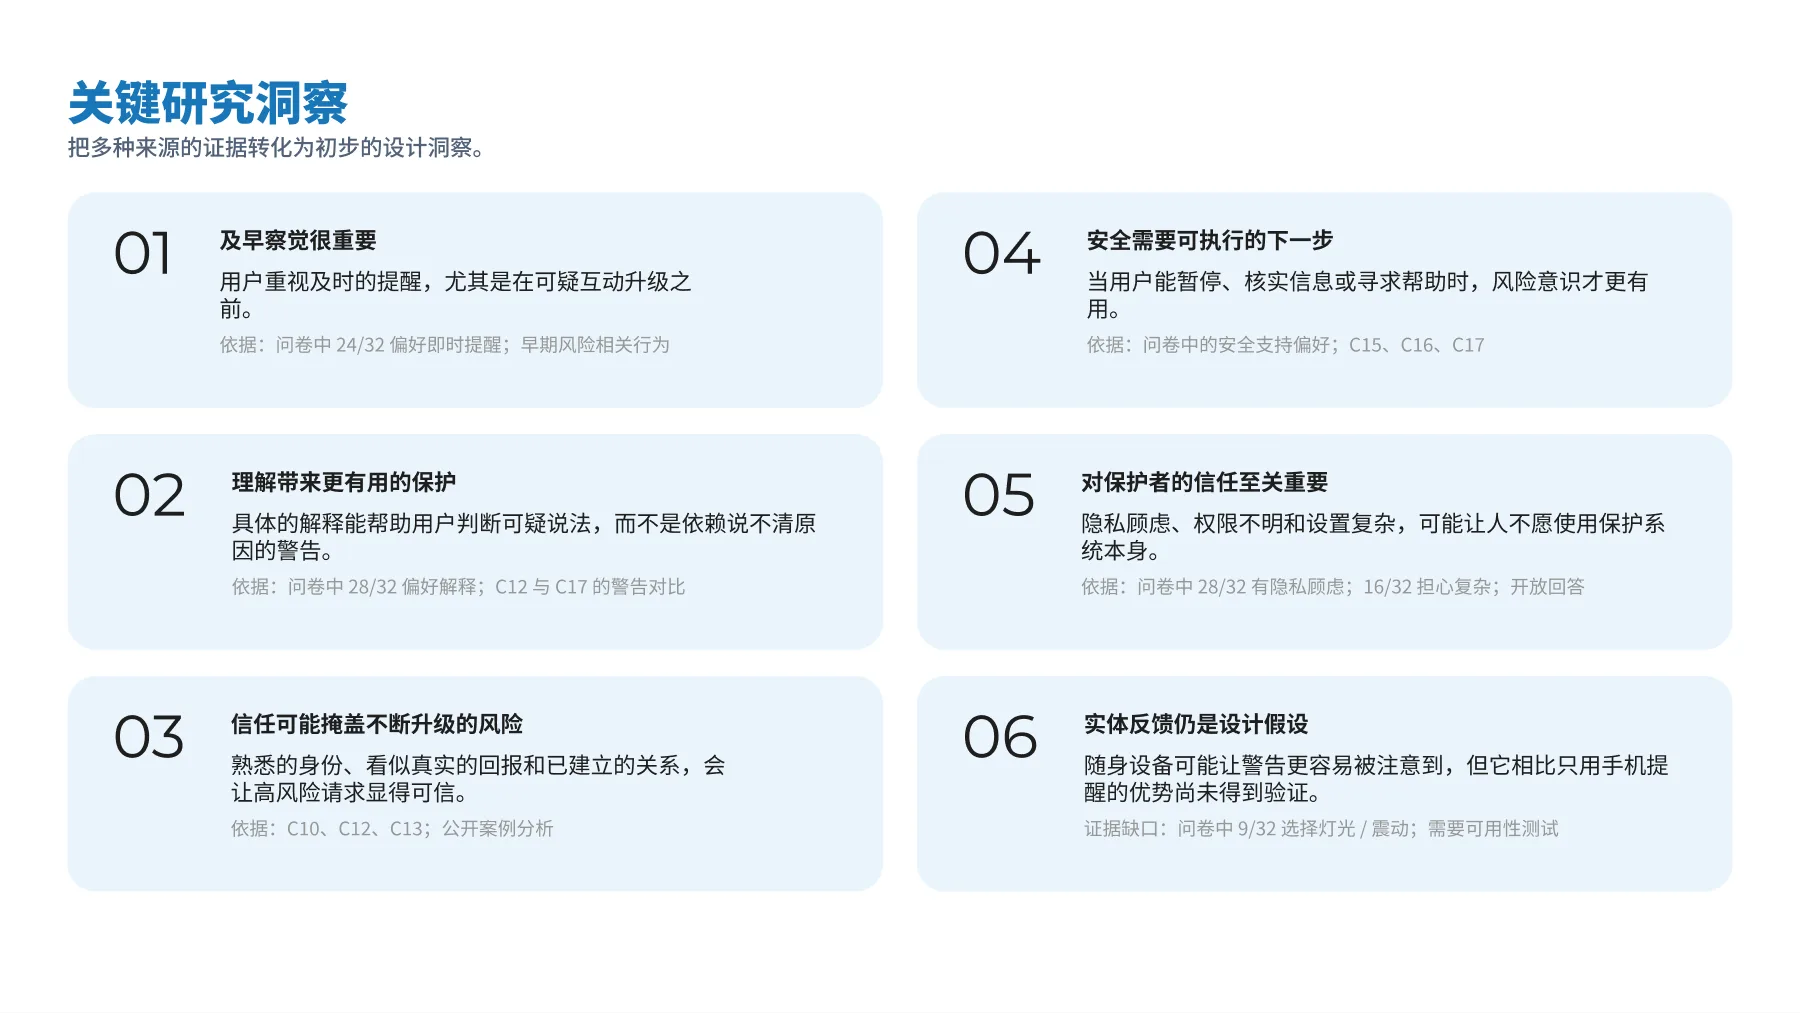 关键研究洞察
把多种来源的证据转化为初步的设计洞察。
01
及早察觉很重要
用户重视及时的提醒，尤其是在可疑互动升级之
前。
依据：问卷中 24/32 偏好即时提醒；早期风险相关行为
02
理解带来更有用的保护
具体的解释能帮助用户判断可疑说法，而不是依赖说不清原
因的警告。
依据：问卷中 28/32 偏好解释；C12 与 C17 的警告对比
03
信任可能掩盖不断升级的风险
熟悉的身份、看似真实的回报和已建立的关系，会
让高风险请求显得可信。
依据：C10、C12、C13；公开案例分析
04
安全需要可执行的下一步
当用户能暂停、核实信息或寻求帮助时，风险意识才更有
用。
依据：问卷中的安全支持偏好；C15、C16、C17
05
对保护者的信任至关重要
隐私顾虑、权限不明和设置复杂，可能让人不愿使用保护系
统本身。
依据：问卷中 28/32 有隐私顾虑；16/32 担心复杂；开放回答
06
实体反馈仍是设计假设
随身设备可能让警告更容易被注意到，但它相比只用手机提
醒的优势尚未得到验证。
证据缺口：问卷中 9/32 选择灯光 / 震动；需要可用性测试